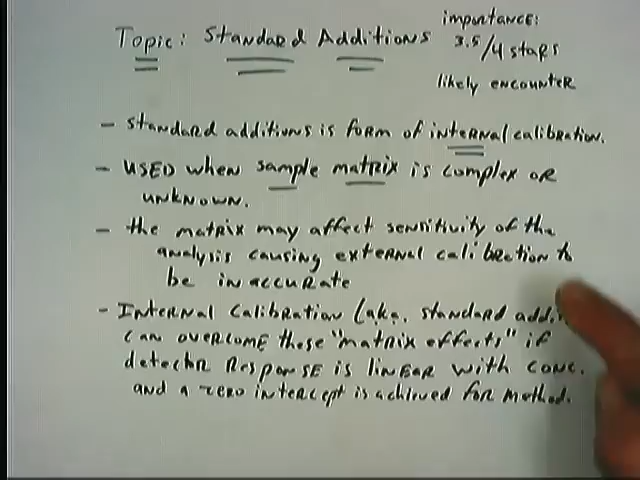 importance:
Topic: Standard Additions 3.5/4 stars
likely encounter
- standard additions is form of internal calibration.
- USED when sample matrix is complex or
unknown.
- the matrix may affect sensitivity of the
analysis causing external calibration to
be inaccurate
- Internal Calibration (aka. standard addi
can overcome these "matrix effects" if
detector Response is linear with conc.
and a zero intercept is achieved for method.